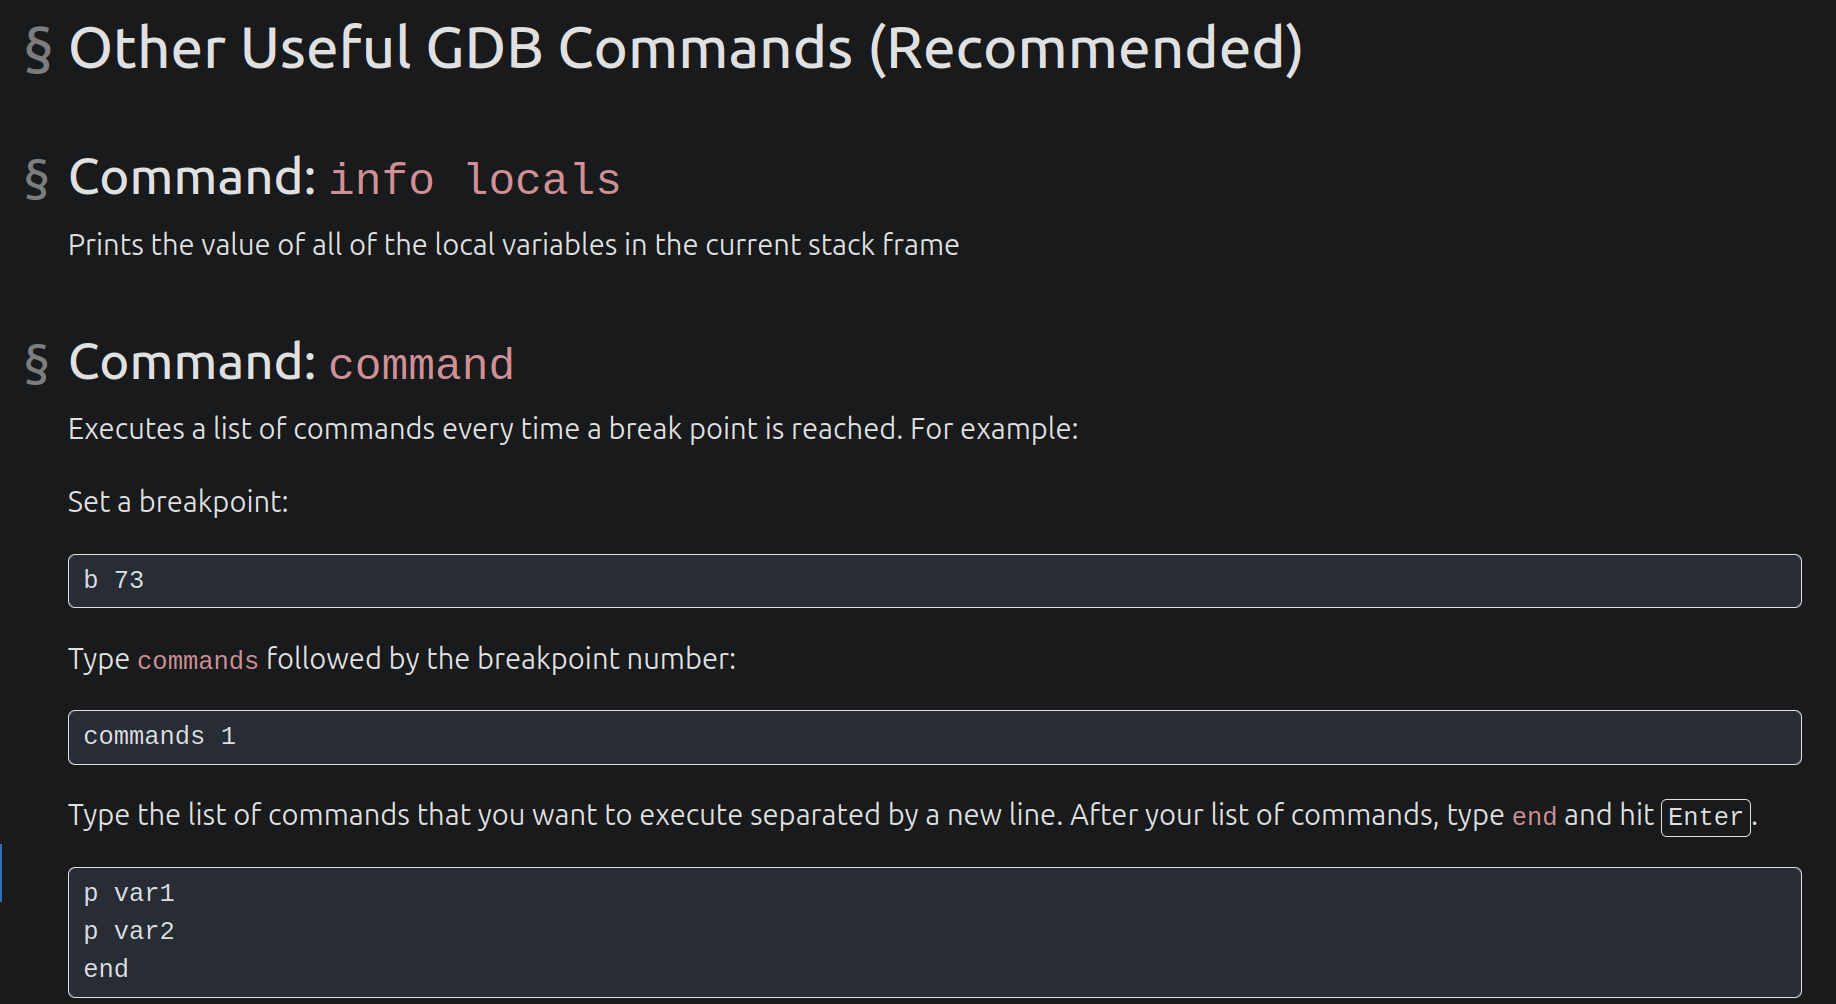 § Other Useful GDB Commands (Recommended)
§ Command: info locals
Prints the value of all of the local variables in the current stack frame
§ Command: command
Executes a list of commands every time a break point is reached. For example:
Set a breakpoint:
b 73
Type commands followed by the breakpoint number:
commands 1
Type the list of commands that you want to execute separated by a new line. After your list of commands, type end and hit Enter.
p var1
p var2
end